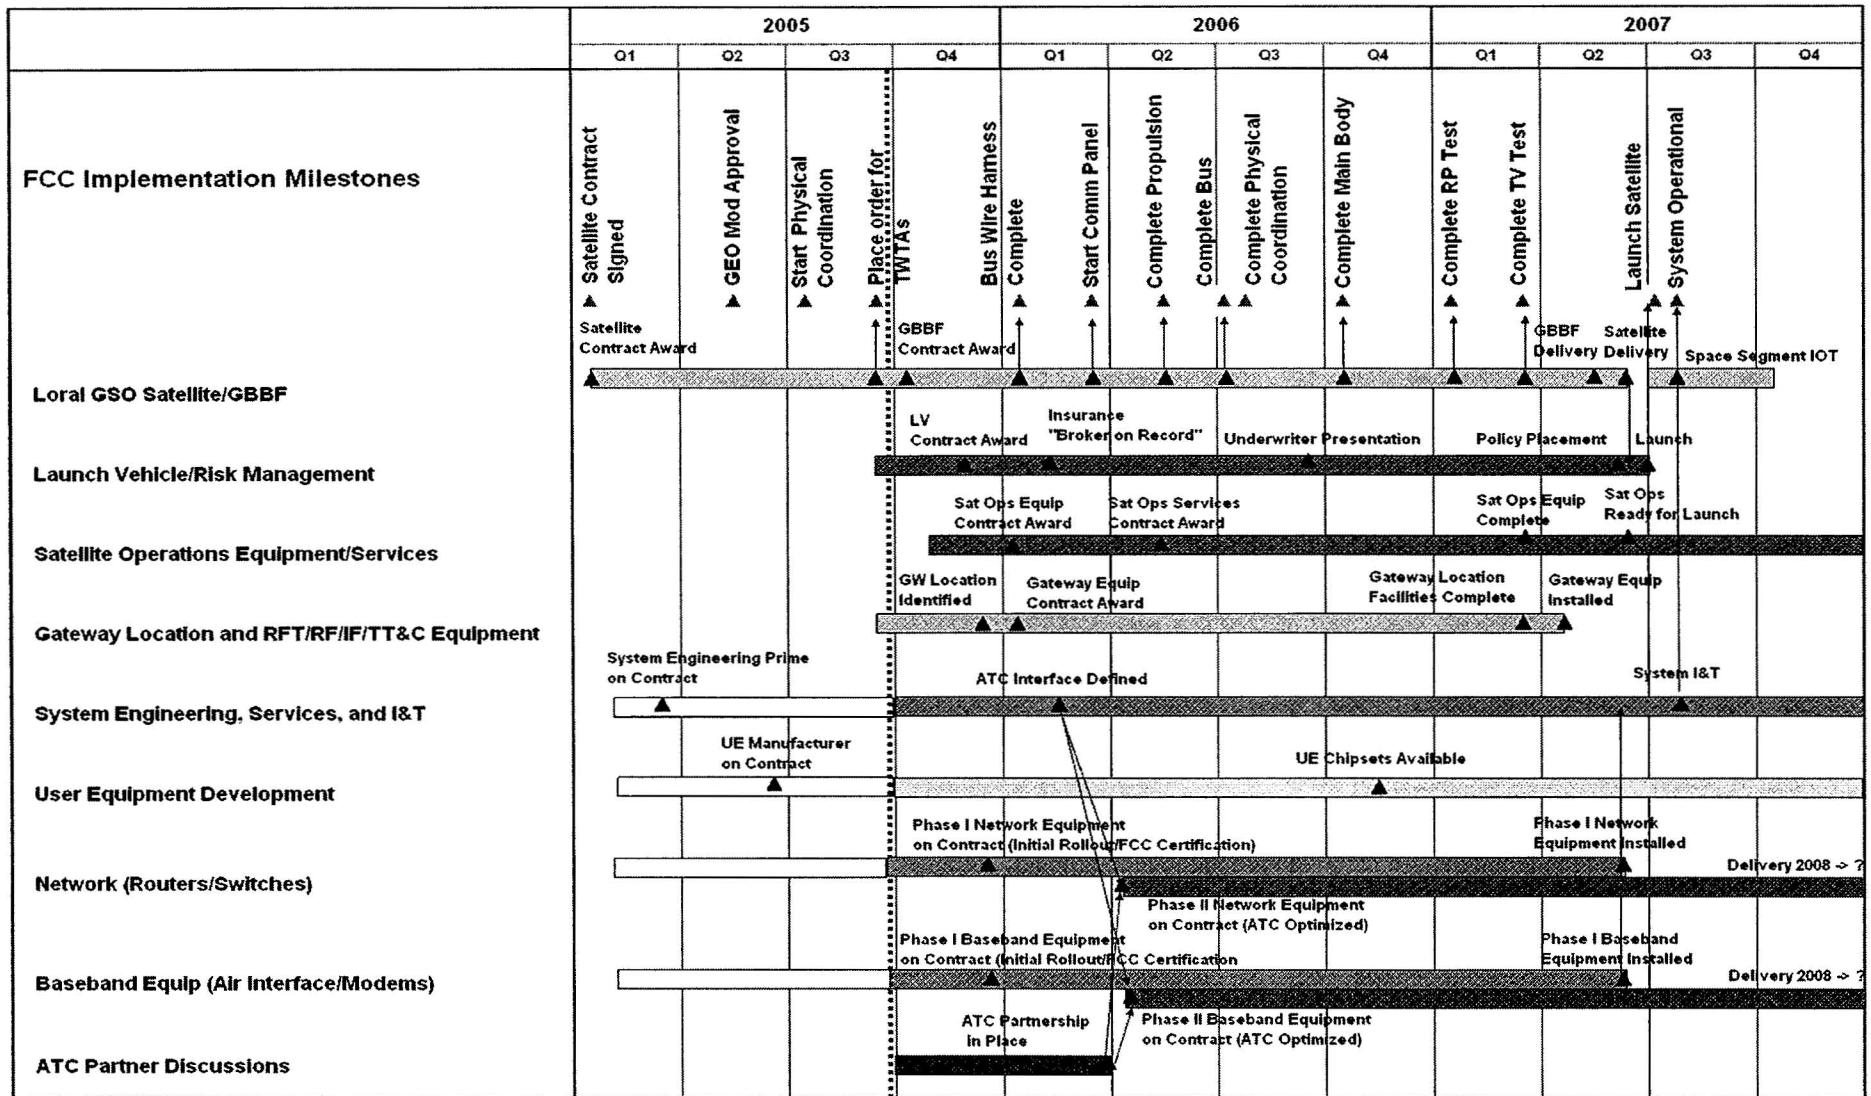 2005
2006
2007
Q1
Q2
Q3
Q4
Q1
Q2
Q3
Q4
Q1
Q2
Q3
Q4
FCC Implementation Milestones
Satellite Contract
Signed
GEO Mod Approval
Start Physical
Coordination
Place order for
TWTAs
Bus Wire Harness
Complete
Start Comm Panel
Complete Propulsion
Complete Bus
Complete Physical
Coordination
Complete Main Body
Complete RP Test
Complete TV Test
Launch Satellite
System Operational
Loral GSO Satellite/GBBF
Satellite
Contract Award
GBBF
Contract Award
GBBF
Delivery
Satellite
Delivery
Space Segment IOT
Launch Vehicle/Risk Management
LV
Contract Award
Insurance
"Broker on Record"
Underwriter Presentation
Policy Placement
Launch
Satellite Operations Equipment/Services
Sat Ops Equip
Contract Award
Sat Ops Services
Contract Award
Sat Ops Equip
Complete
Sat Ops
Ready for Launch
Gateway Location and RFT/RF/IF/TT&C Equipment
GW Location
Identified
Gateway Equip
Contract Award
Gateway Location
Facilities Complete
Gateway Equip
Installed
System Engineering, Services, and I&T
System Engineering Prime
on Contract
ATC Interface Defined
System I&T
User Equipment Development
UE Manufacturer
on Contract
UE Chipsets Available
Network (Routers/Switches)
Phase I Network Equipment
on Contract (Initial Rollout/FCC Certification)
Phase I Network
Equipment Installed
Delivery 2008 -> ?
Phase II Network Equipment
on Contract (ATC Optimized)
Baseband Equip (Air Interface/Modems)
Phase I Baseband Equipment
on Contract (Initial Rollout/FCC Certification
Phase I Baseband
Equipment Installed
Delivery 2008 -> ?
Phase II Baseband Equipment
on Contract (ATC Optimized)
ATC Partner Discussions
ATC Partnership
in Place